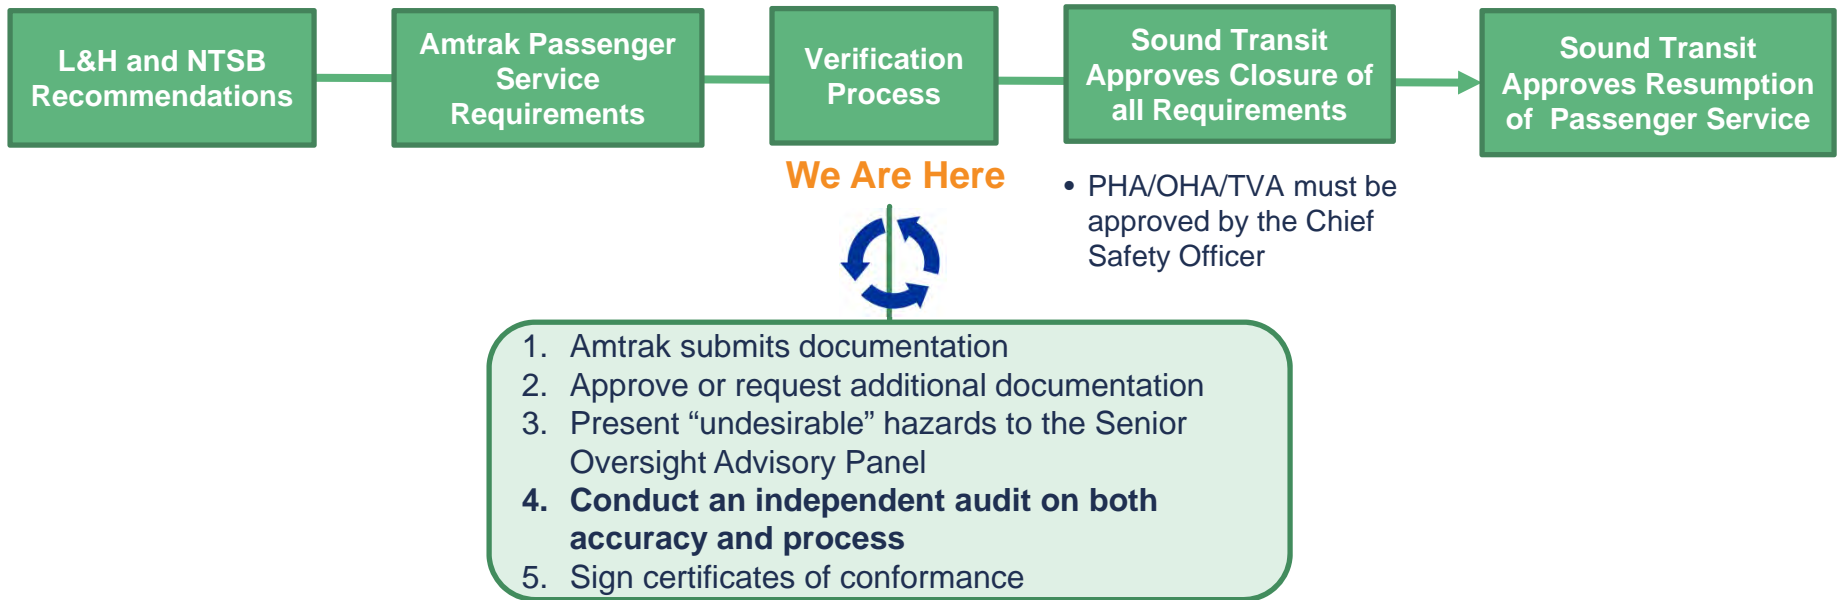 L&H and NTSB
Recommendations
Amtrak Passenger
Service
Requirements
Verification
Process
Sound Transit
Approves Closure of
all Requirements
Sound Transit
Approves Resumption
of Passenger Service
We Are Here
• PHA/OHA/TVA must be
approved by the Chief
Safety Officer
1. Amtrak submits documentation
2. Approve or request additional documentation
3. Present “undesirable” hazards to the Senior
Oversight Advisory Panel
4. Conduct an independent audit on both
accuracy and process
5. Sign certificates of conformance